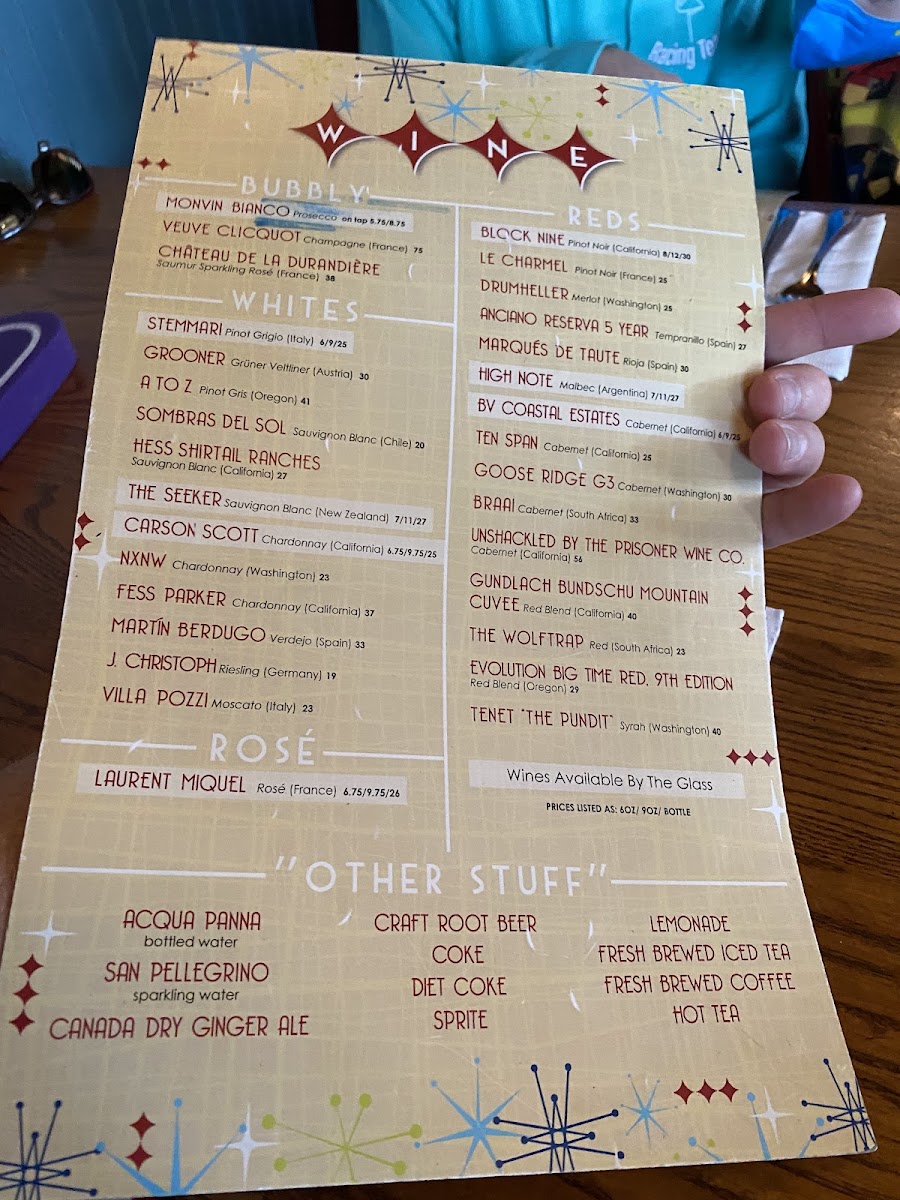 Racing Te
WINE
BUBBLY
MONVIN BIANCO Prosecco on tap 5.75/8.75
VEUVE CLICQUOT Champagne (France) 75
CHÂTEAU DE LA DURANDIÈRE
Saumur Sparkling Rosé (France) 38
WHITES
STEMMARI Pinot Grigio (Italy) 6/9/25
GROONER Grüner Veltliner (Austria) 30
A TO Z Pinot Gris (Oregon) 41
SOMBRAS DEL SOL Sauvignon Blanc (Chile) 20
HESS SHIRTAIL RANCHES
Sauvignon Blanc (California) 27
THE SEEKER Sauvignon Blanc (New Zealand) 7/11/27
CARSON SCOTT Chardonnay (California) 6.75/9.75/25
NXNW Chardonnay (Washington) 23
FESS PARKER Chardonnay (California) 37
MARTÍN BERDUGO Verdejo (Spain) 33
J. CHRISTOPH Riesling (Germany) 19
VILLA POZZI Moscato (Italy) 23
ROSÉ
LAURENT MIQUEL Rosé (France) 6.75/9.75/26
REDS
BLOCK NINE Pinot Noir (California) 8/12/30
LE CHARMEL Pinot Noir (France) 25
DRUMHELLER Merlot (Washington) 25
ANCIANO RESERVA 5 YEAR Tempranillo (Spain) 27
MARQUÉS DE TAUTE Rioja (Spain) 30
HIGH NOTE Malbec (Argentina) 7/11/27
BV COASTAL ESTATES Cabernet (California) 6/9/25
TEN SPAN Cabernet (California) 25
GOOSE RIDGE G3 Cabernet (Washington) 30
BRAAI Cabernet (South Africa) 33
UNSHACKLED BY THE PRISONER WINE CO.
Cabernet (California) 56
GUNDLACH BUNDSCHU MOUNTAIN
CUVEE Red Blend (California) 40
THE WOLFTRAP Red (South Africa) 23
EVOLUTION BIG TIME RED, 9TH EDITION
Red Blend (Oregon) 29
TENET "THE PUNDIT" Syrah (Washington) 40
Wines Available By The Glass
PRICES LISTED AS: 6OZ/ 9OZ/ BOTTLE
"OTHER STUFF"
ACQUA PANNA
bottled water
SAN PELLEGRINO
sparkling water
CANADA DRY GINGER ALE
CRAFT ROOT BEER
COKE
DIET COKE
SPRITE
LEMONADE
FRESH BREWED ICED TEA
FRESH BREWED COFFEE
HOT TEA